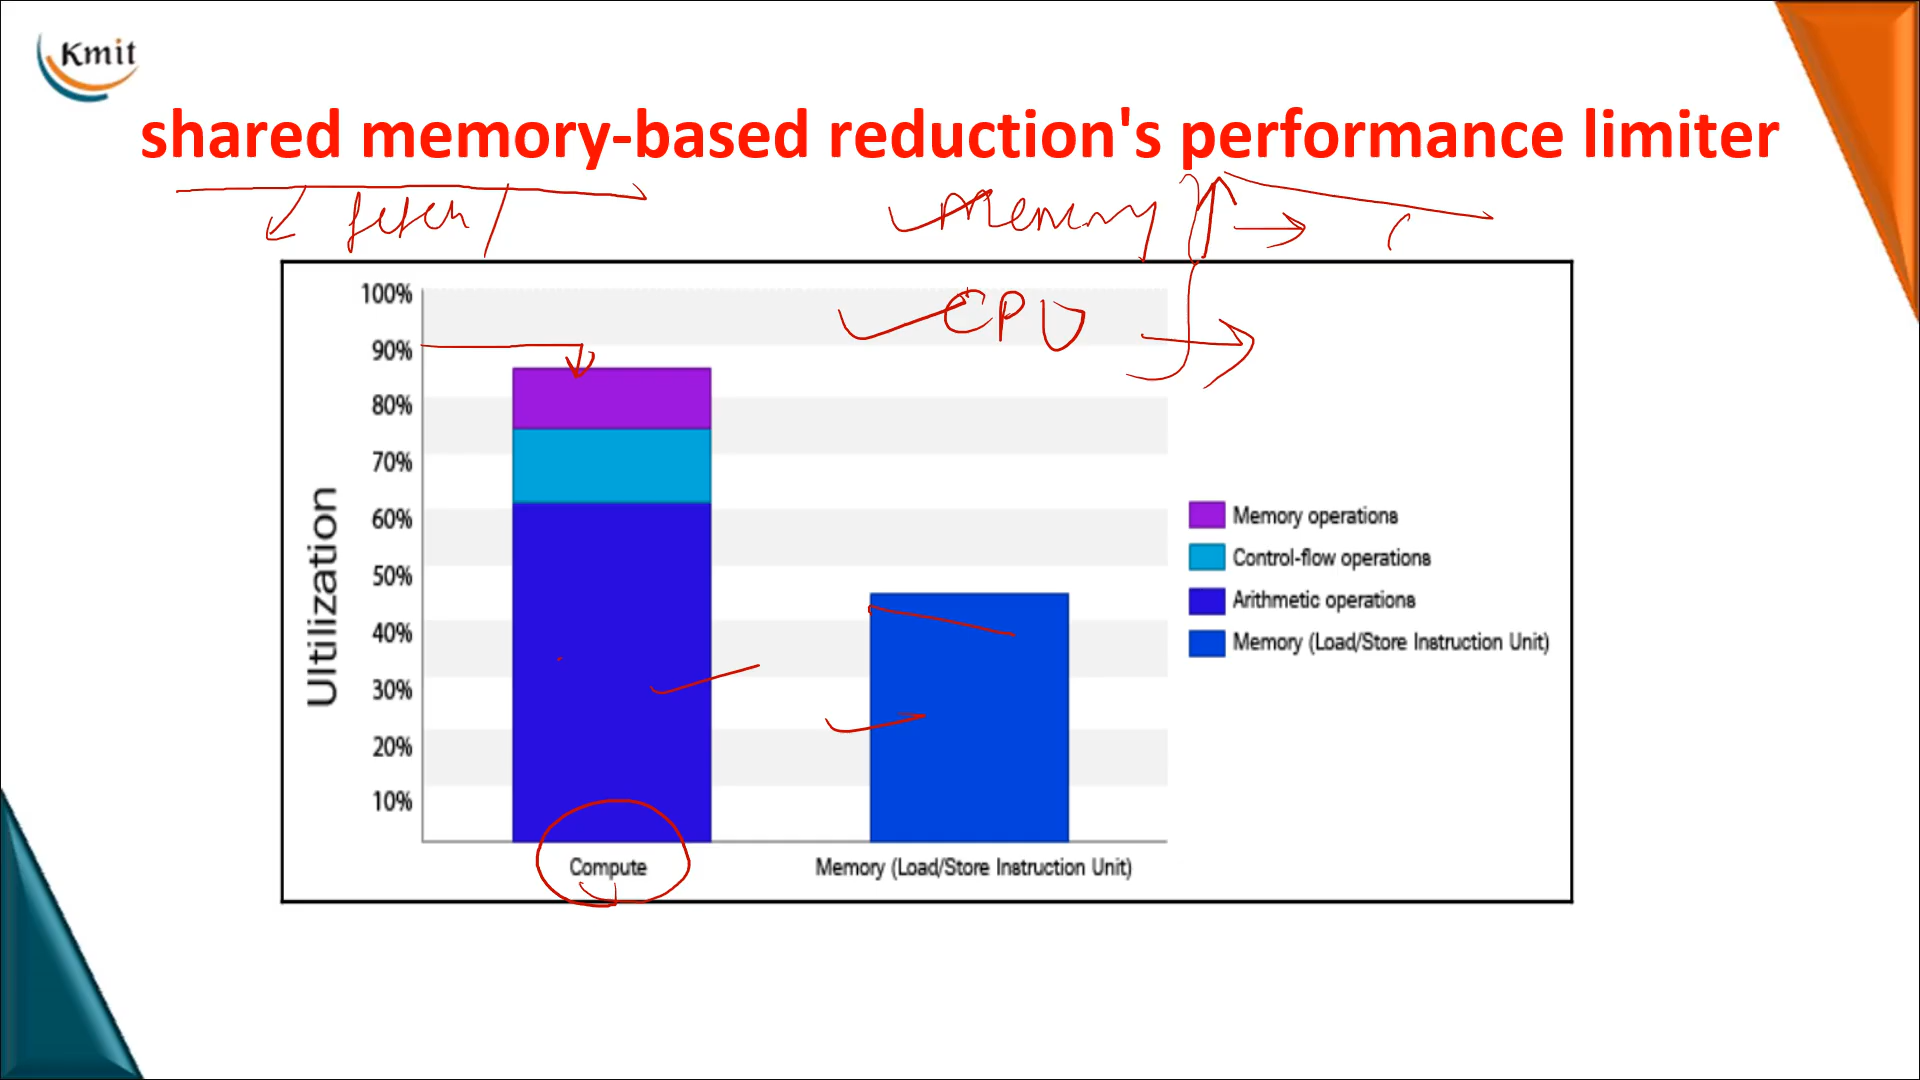 Kmit
shared memory-based reduction's performance limiter
fetch
Memory
CPU
100%
90%
80%
70%
60%
50%
40%
30%
20%
10%
Ultilization
Memory operations
Control-flow operations
Arithmetic operations
Memory (Load/Store Instruction Unit)
Compute
Memory (Load/Store Instruction Unit)